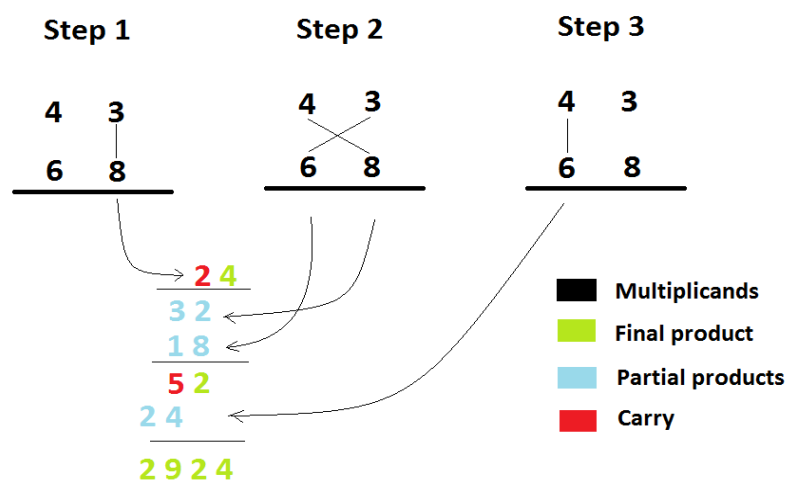 Step 1 Step 2 Step 3
4 3 4 3 4 3
6 8 6 8 6 8
2 4
3 2
1 8
5 2
2 4
2 9 2 4
Multiplicands
Final product
Partial products
Carry